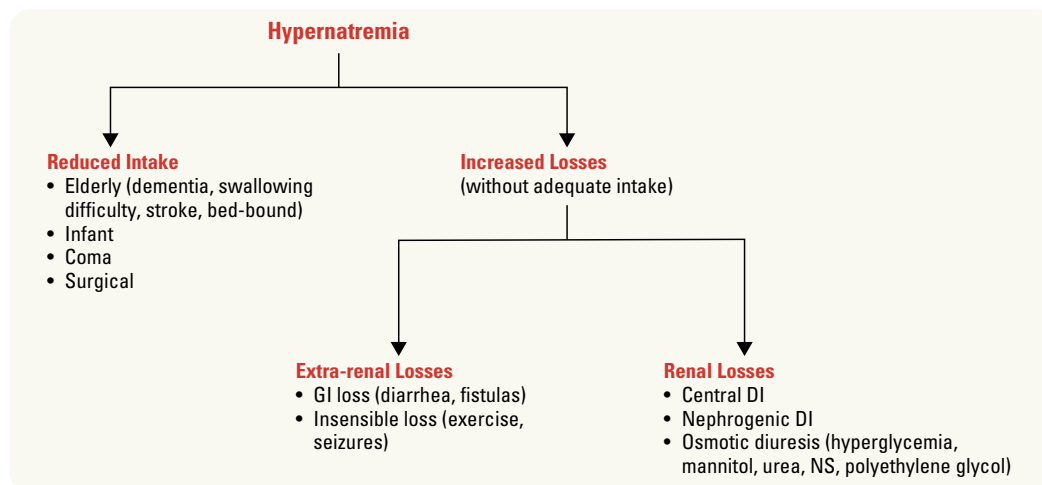 Hypernatremia
Reduced Intake
• Elderly (dementia, swallowing
difficulty, stroke, bed-bound)
• Infant
• Coma
• Surgical
Increased Losses
(without adequate intake)
Extra-renal Losses
• GI loss (diarrhea, fistulas)
• Insensible loss (exercise,
seizures)
Renal Losses
• Central DI
• Nephrogenic DI
• Osmotic diuresis (hyperglycemia,
mannitol, urea, NS, polyethylene glycol)